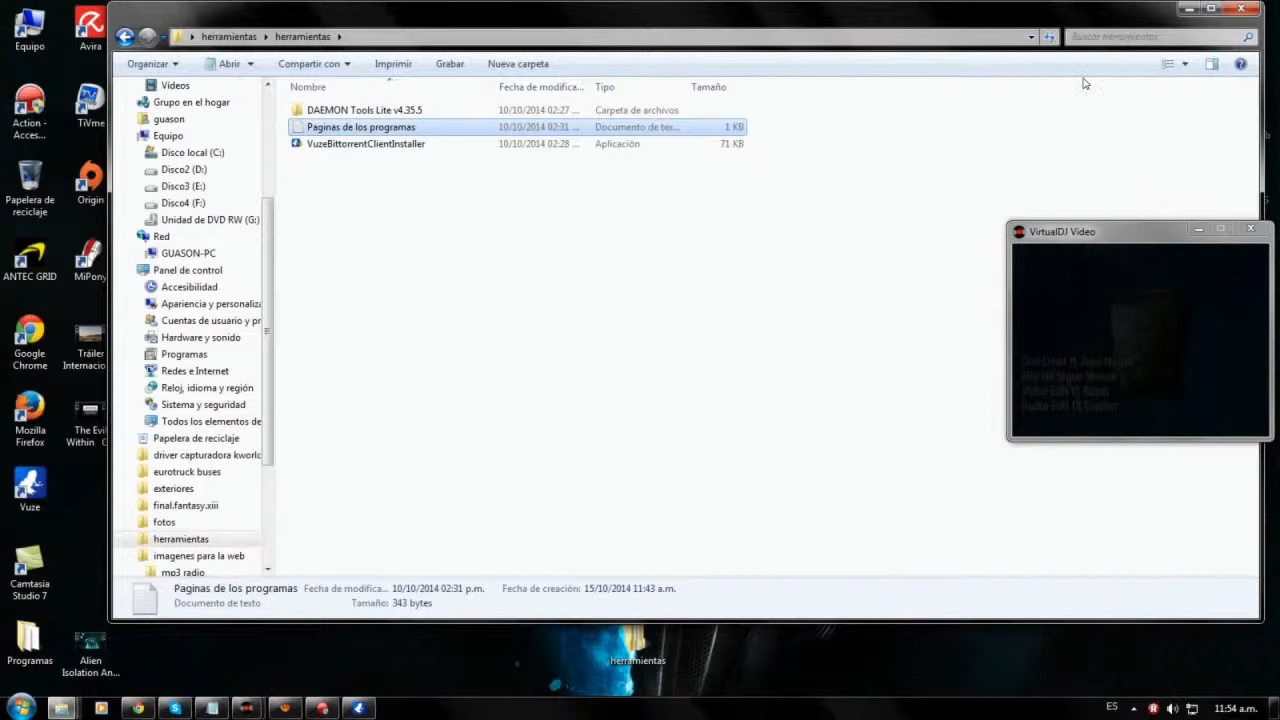 Equipo
Avira
Action -
Acces...
TiVme
Papelera de
reciclaje
Origin
ANTEC GRID
MiPony
Google
Chrome
Tráiler
Internacio...
Mozilla
Firefox
The Evil
Within
Vuze
Camtasia
Studio 7
Programas
Alien
Isolation An...
herramientas
herramientas
Buscar herramientas
Organizar
Abrir
Compartir con
Imprimir
Grabar
Nueva carpeta
Nombre
Fecha de modifica...
Tipo
Tamaño
DAEMON Tools Lite v4.35.5
10/10/2014 02:27 ...
Carpeta de archivos
Paginas de los programas
10/10/2014 02:31 ...
Documento de tex...
1 KB
VuzeBittorrentClientInstaller
10/10/2014 02:28 ...
Aplicación
71 KB
Vídeos
Grupo en el hogar
guason
Equipo
Disco local (C:)
Disco2 (D:)
Disco3 (E:)
Disco4 (F:)
Unidad de DVD RW (G:)
Red
GUASON-PC
Panel de control
Accesibilidad
Apariencia y personaliza
Cuentas de usuario y pr
Hardware y sonido
Programas
Redes e Internet
Reloj, idioma y región
Sistema y seguridad
Todos los elementos de
Papelera de reciclaje
driver capturadora kworld
eurotruck buses
exteriores
final.fantasy.xiii
fotos
herramientas
imagenes para la web
mp3 radio
VirtualDJ Video
Paginas de los programas
Fecha de modifica... 10/10/2014 02:31 p.m.
Fecha de creación: 15/10/2014 11:43 a.m.
Documento de texto
Tamaño: 343 bytes
herramientas
ES
11:54 a.m.